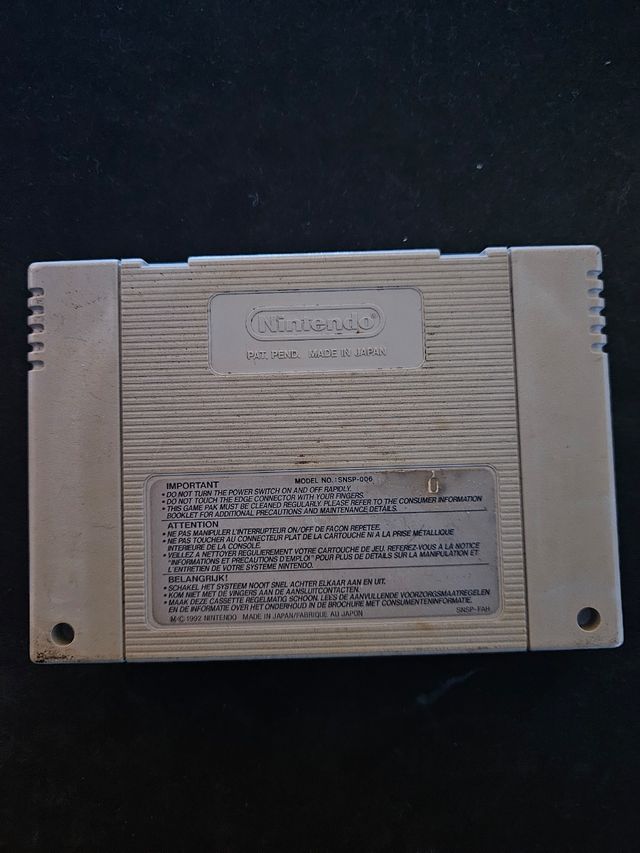 Nintendo
PAT. PEND. MADE IN JAPAN
IMPORTANT MODEL NO.: SNSP-006
• DO NOT TURN THE POWER SWITCH ON AND OFF RAPIDLY.
• DO NOT TOUCH THE EDGE CONNECTOR WITH YOUR FINGERS.
• THIS GAME PAK MUST BE CLEANED REGULARLY. PLEASE REFER TO THE CONSUMER INFORMATION
BOOKLET FOR ADDITIONAL PRECAUTIONS AND MAINTENANCE DETAILS.
ATTENTION
• NE PAS MANIPULER L'INTERRUPTEUR ON/OFF DE FACON REPETEE.
• NE PAS TOUCHER AU CONNECTEUR PLAT DE LA CARTOUCHE NI A LA PRISE METALLIQUE
INTERIEURE DE LA CONSOLE
• VEILLEZ A NETTOYER REGULIEREMENT VOTRE CARTOUCHE DE JEU. REFEREZ-VOUS A LA NOTICE
"INFORMATIONS ET PRECAUTIONS D'EMPLOI" POUR PLUS DE DETAILS SUR LA MANIPULATION ET
L'ENTRETIEN DE VOTRE SYSTEME NINTENDO.
BELANGRIJK!
• SCHAKEL HET SYSTEEM NOOIT SNEL ACHTER ELKAAR AAN EN UIT.
• KOM NIET MET DE VINGERS AAN DE AANSLUITCONTACTEN.
• MAAK DEZE CASSETTE REGELMATIG SCHOON. LEES DE AANVULLENDE VOORZORGSMAATREGELEN
EN DE INFORMATIE OVER HET ONDERHOUD IN DE BROCHURE MET CONSUMENTENINFORMATIE.
M/© 1992 NINTENDO MADE IN JAPAN/FABRIQUE AU JAPON SNSP-FAH